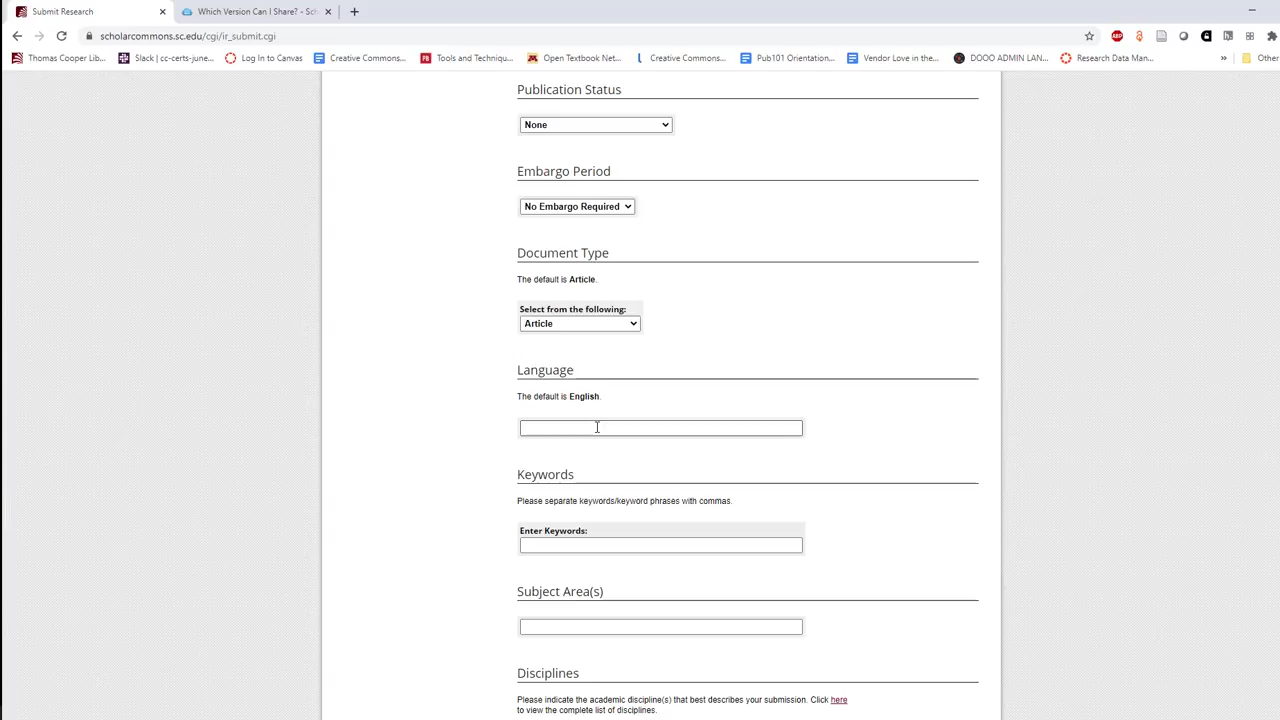 Submit Research
Which Version Can I Share? - Sch
scholarcommons.sc.edu/cgi/ir_submit.cgi
Thomas Cooper Lib...
Slack | cc-certs-june...
Log In to Canvas
Creative Commons...
Tools and Techniqu...
Open Textbook Net...
Creative Commons...
Pub101 Orientation...
Vendor Love in the...
DOOO ADMIN LAN...
Research Data Man...
Other
Publication Status
None
Embargo Period
No Embargo Required
Document Type
The default is Article.
Select from the following:
Article
Language
The default is English.
Keywords
Please separate keywords/keyword phrases with commas.
Enter Keywords:
Subject Area(s)
Disciplines
Please indicate the academic discipline(s) that best describes your submission. Click here
to view the complete list of disciplines.